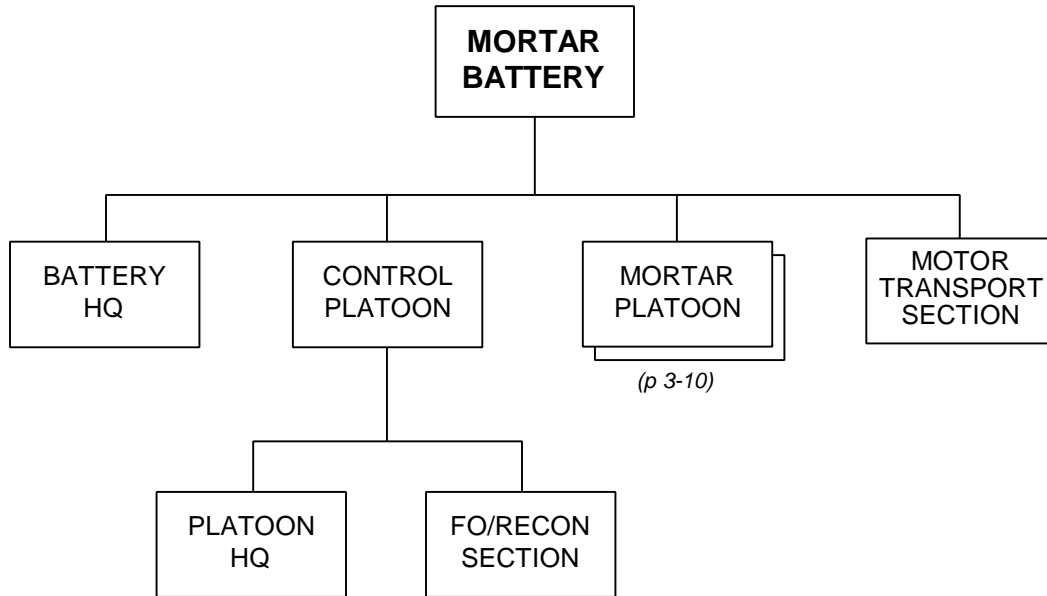 MORTAR
BATTERY
BATTERY
HQ
CONTROL
PLATOON
MORTAR
PLATOON
MOTOR
TRANSPORT
SECTION
(p 3-10)
PLATOON
HQ
FO/RECON
SECTION